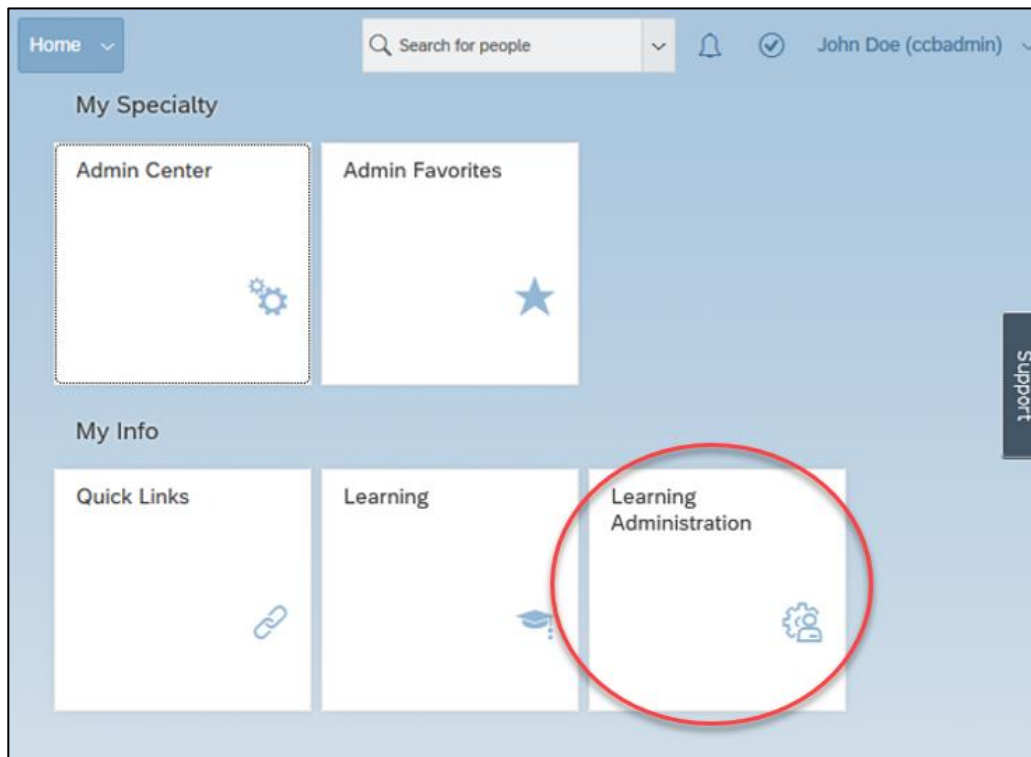 Home
Search for people
John Doe (ccbadmin)
My Specialty
Admin Center
Admin Favorites
Support
My Info
Quick Links
Learning
Learning
Administration